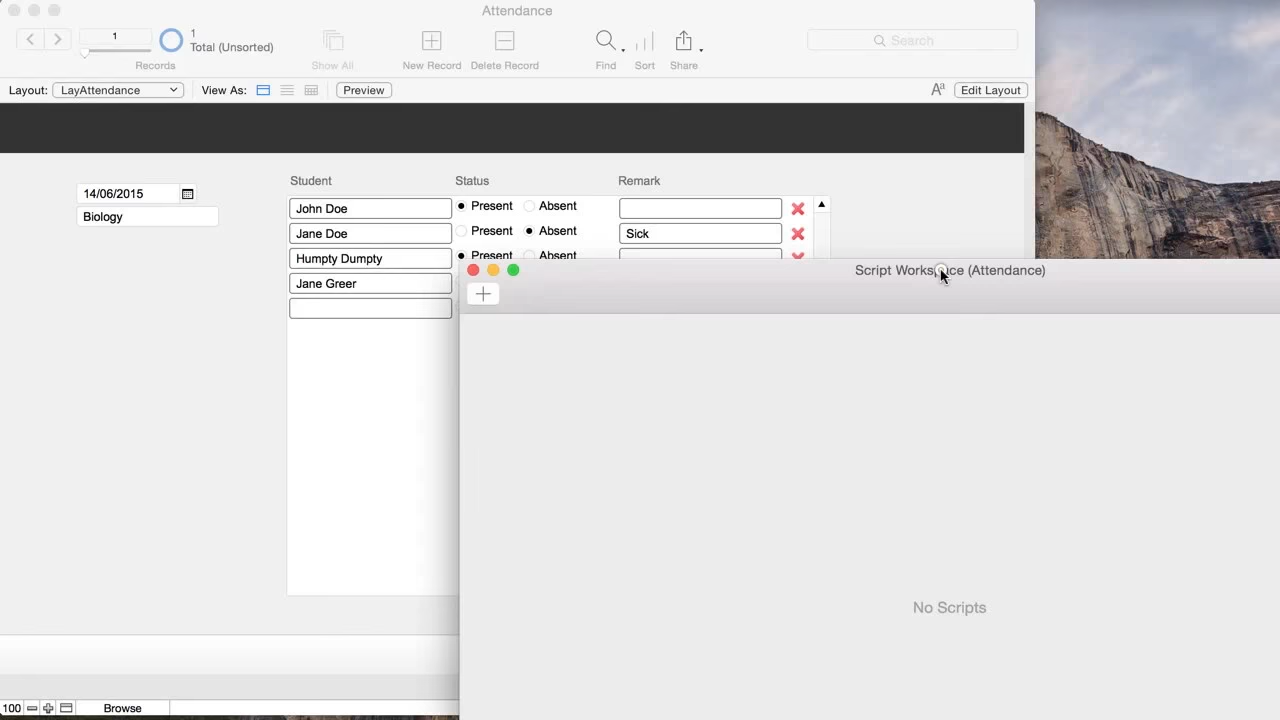 Attendance
1
1
Total (Unsorted)
Records
Show All
New Record
Delete Record
Find
Sort
Share
Search
Layout:
LayAttendance
View As:
Preview
Aa
Edit Layout
Student
Status
Remark
14/06/2015
Biology
John Doe
Present
Absent
Jane Doe
Present
Absent
Sick
Humpty Dumpty
Present
Absent
Jane Greer
Script Workspace (Attendance)
No Scripts
100
Browse